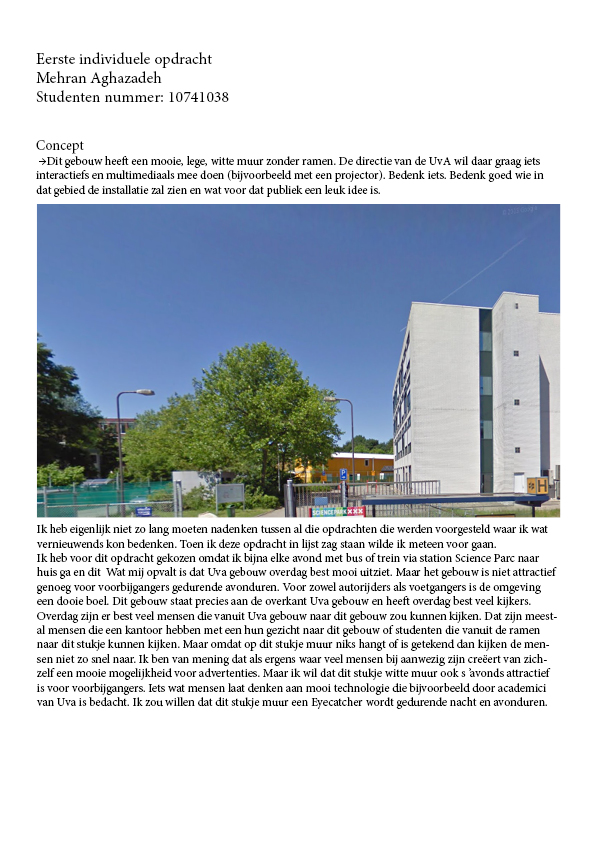 Eerste individuele opdracht
Mehran Aghazadeh
Studenten nummer: 10741038
Concept
→Dit gebouw heeft een mooie, lege, witte muur zonder ramen. De directie van de UvA wil daar graag iets
interactiefs en multimediaals mee doen (bijvoorbeeld met een projector). Bedenk iets. Bedenk goed wie in
dat gebied de installatie zal zien en wat voor dat publiek een leuk idee is.
P
H
SCIENCE PARK XXX
Ik heb eigenlijk niet zo lang moeten nadenken tussen al die opdrachten die werden voorgesteld waar ik wat
vernieuwends kon bedenken. Toen ik deze opdracht in lijst zag staan wilde ik meteen voor gaan.
Ik heb voor dit opdracht gekozen omdat ik bijna elke avond met bus of trein via station Science Parc naar
huis ga en dit  Wat mij opvalt is dat Uva gebouw overdag best mooi uitziet. Maar het gebouw is niet attractief
genoeg voor voorbijgangers gedurende avonduren. Voor zowel autorijders als voetgangers is de omgeving
een dooie boel. Dit gebouw staat precies aan de overkant Uva gebouw en heeft overdag best veel kijkers.
Overdag zijn er best veel mensen die vanuit Uva gebouw naar dit gebouw zou kunnen kijken. Dat zijn meest-
al mensen die een kantoor hebben met een hun gezicht naar dit gebouw of studenten die vanuit de ramen
naar dit stukje kunnen kijken. Maar omdat op dit stukje muur niks hangt of is getekend dan kijken de men-
sen niet zo snel naar. Ik ben van mening dat als ergens waar veel mensen bij aanwezig zijn creëert van zich-
zelf een mooie mogelijkheid voor advertenties. Maar ik wil dat dit stukje witte muur ook s 'avonds attractief
is voor voorbijgangers. Iets wat mensen laat denken aan mooi technologie die bijvoorbeeld door academici
van Uva is bedacht. Ik zou willen dat dit stukje muur een Eyecatcher wordt gedurende nacht en avonduren.